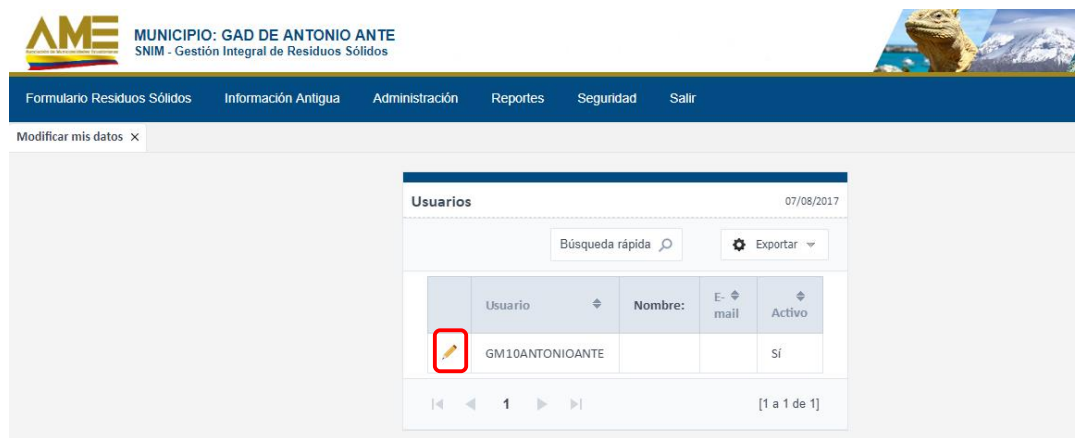 AME
MUNICIPIO: GAD DE ANTONIO ANTE
SNIM - Gestión Integral de Residuos Sólidos
Formulario Residuos Sólidos Información Antigua Administración Reportes Seguridad Salir
Modificar mis datos ×
Usuarios 07/08/2017
Búsqueda rápida Exportar
Usuario Nombre: E-mail Activo
GM10ANTONIOANTE Sí
1 [1 a 1 de 1]